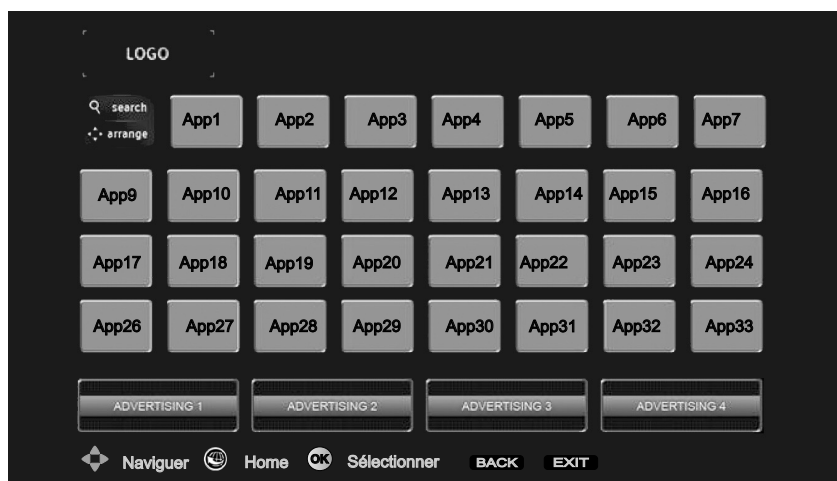 LOGO
search
arrange
App1 App2 App3 App4 App5 App6 App7
App9 App10 App11 App12 App13 App14 App15 App16
App17 App18 App19 App20 App21 App22 App23 App24
App26 App27 App28 App29 App30 App31 App32 App33
ADVERTISING 1 ADVERTISING 2 ADVERTISING 3 ADVERTISING 4
Naviguer Home OK Sélectionner BACK EXIT